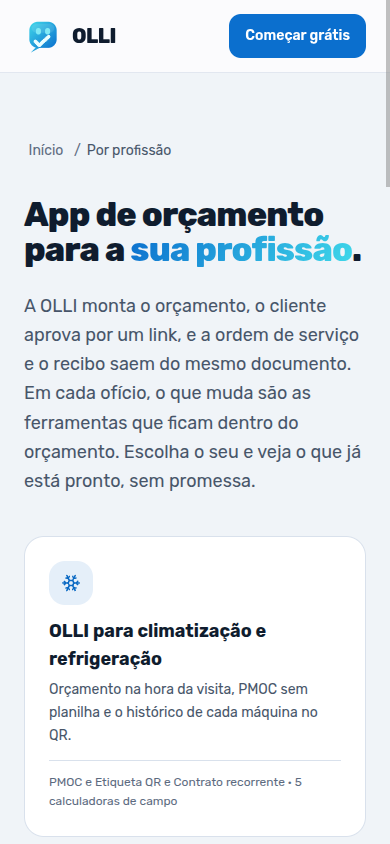 OLLI
Começar grátis
Início / Por profissão
App de orçamento
para a sua profissão.
A OLLI monta o orçamento, o cliente
aprova por um link, e a ordem de serviço
e o recibo saem do mesmo documento.
Em cada ofício, o que muda são as
ferramentas que ficam dentro do
orçamento. Escolha o seu e veja o que já
está pronto, sem promessa.
OLLI para climatização e
refrigeração
Orçamento na hora da visita, PMOC sem
planilha e o histórico de cada máquina no
QR.
PMOC e Etiqueta QR e Contrato recorrente • 5
calculadoras de campo